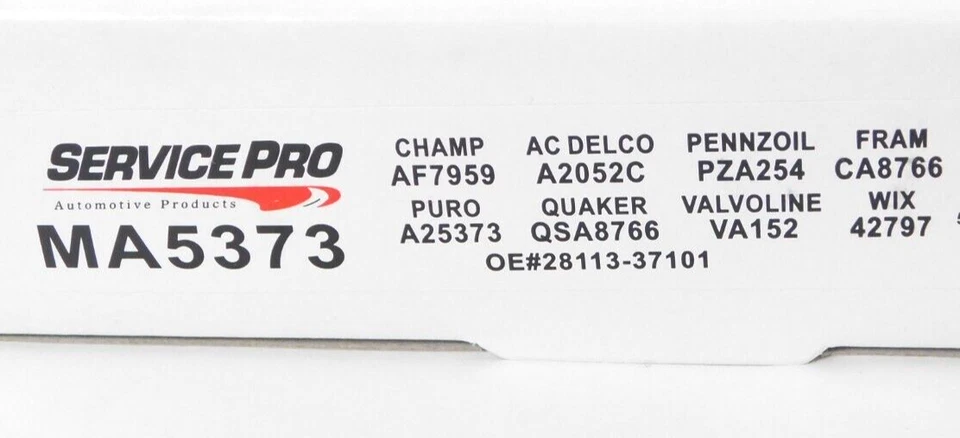 SERVICE PRO
Automotive Products
MA5373
CHAMP AC DELCO PENNZOIL FRAM
AF7959 A2052C PZA254 CA8766
PURO QUAKER VALVOLINE WIX
A25373 QSA8766 VA152 42797
OE#28113-37101